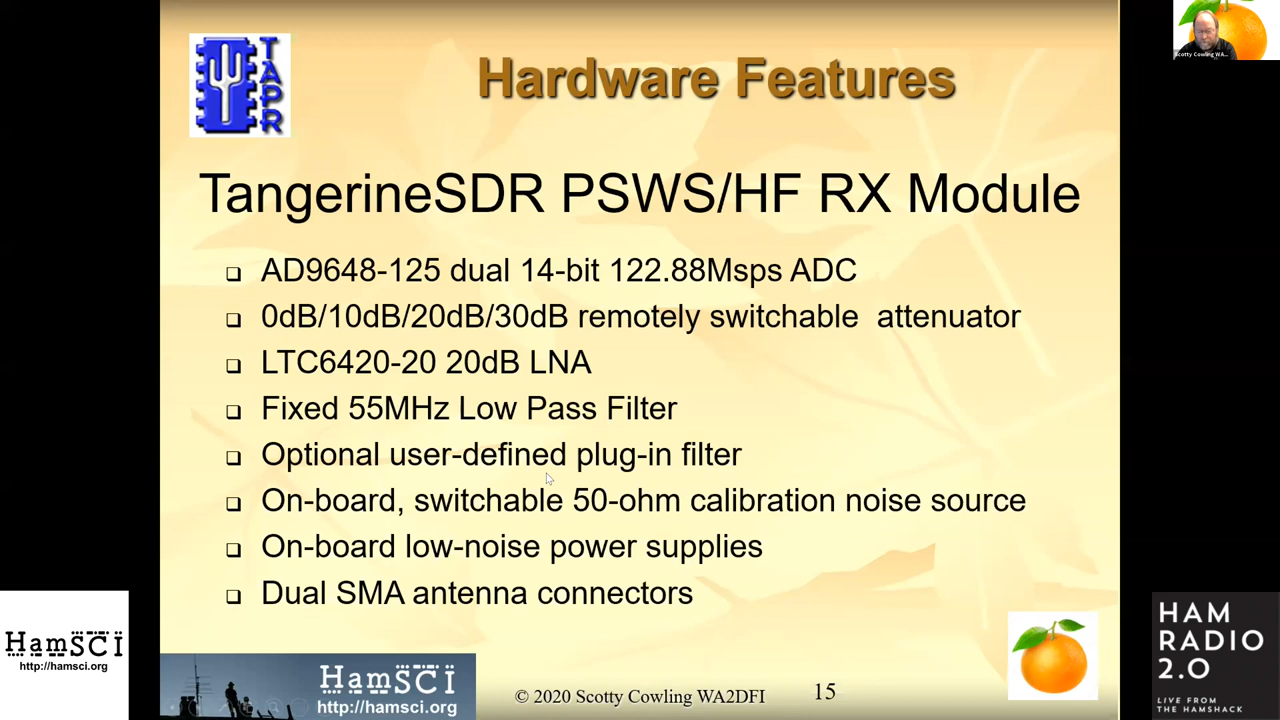 TAPR
Hardware Features
Scotty Cowling WA...
TangerineSDR PSWS/HF RX Module
AD9648-125 dual 14-bit 122.88Msps ADC
0dB/10dB/20dB/30dB remotely switchable attenuator
LTC6420-20 20dB LNA
Fixed 55MHz Low Pass Filter
Optional user-defined plug-in filter
On-board, switchable 50-ohm calibration noise source
On-board low-noise power supplies
Dual SMA antenna connectors
HamSCI
http://hamsci.org
HamSCI
http://hamsci.org
© 2020 Scotty Cowling WA2DFI
15
HAM
RADIO
2.0
LIVE FROM
THE HAMSHACK